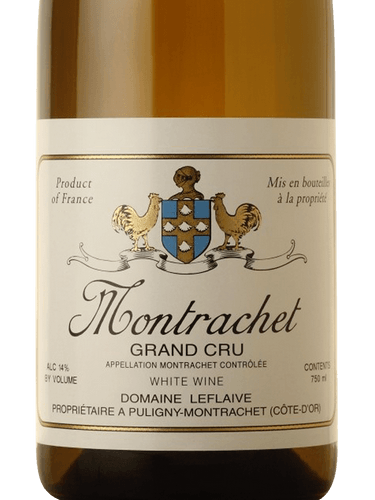 Product
of France
Mis en bouteilles
à la propriété
Montrachet
GRAND CRU
APPELLATION MONTRACHET CONTRÔLÉE
ALC 14%
BY VOLUME
CONTENTS
750 ml
WHITE WINE
DOMAINE LEFLAIVE
PROPRIÉTAIRE A PULIGNY-MONTRACHET (CÔTE-D'OR)